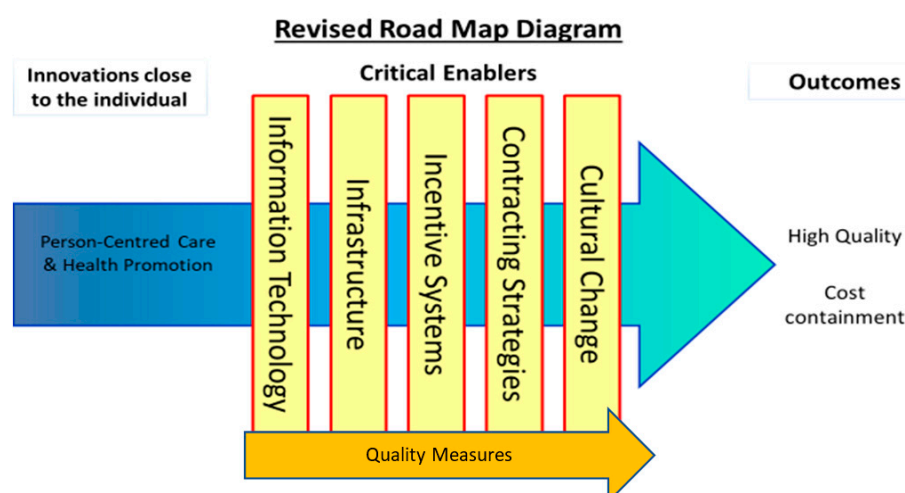 Revised Road Map Diagram
Innovations close
to the individual
Critical Enablers
Outcomes
Person-Centred Care
& Health Promotion
Information Technology
Infrastructure
Incentive Systems
Contracting Strategies
Cultural Change
High Quality
Cost
containment
Quality Measures